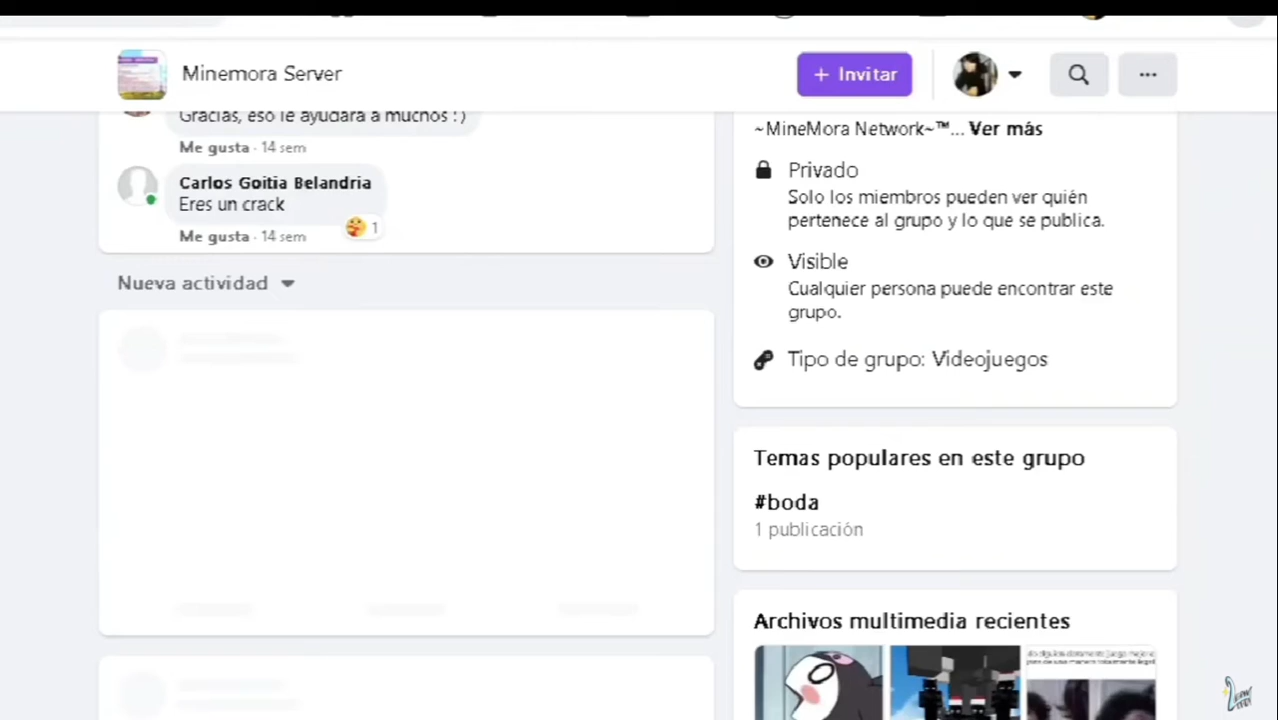 Minemora Server
+ Invitar
Gracias, eso le ayudara a muchos :)
Me gusta · 14 sem
Carlos Goitia Belandria
Eres un crack
1
Me gusta · 14 sem
Nueva actividad
~MineMora Network~™... Ver más
Privado
Solo los miembros pueden ver quién
pertenece al grupo y lo que se publica.
Visible
Cualquier persona puede encontrar este
grupo.
Tipo de grupo: Videojuegos
Temas populares en este grupo
#boda
1 publicación
Archivos multimedia recientes